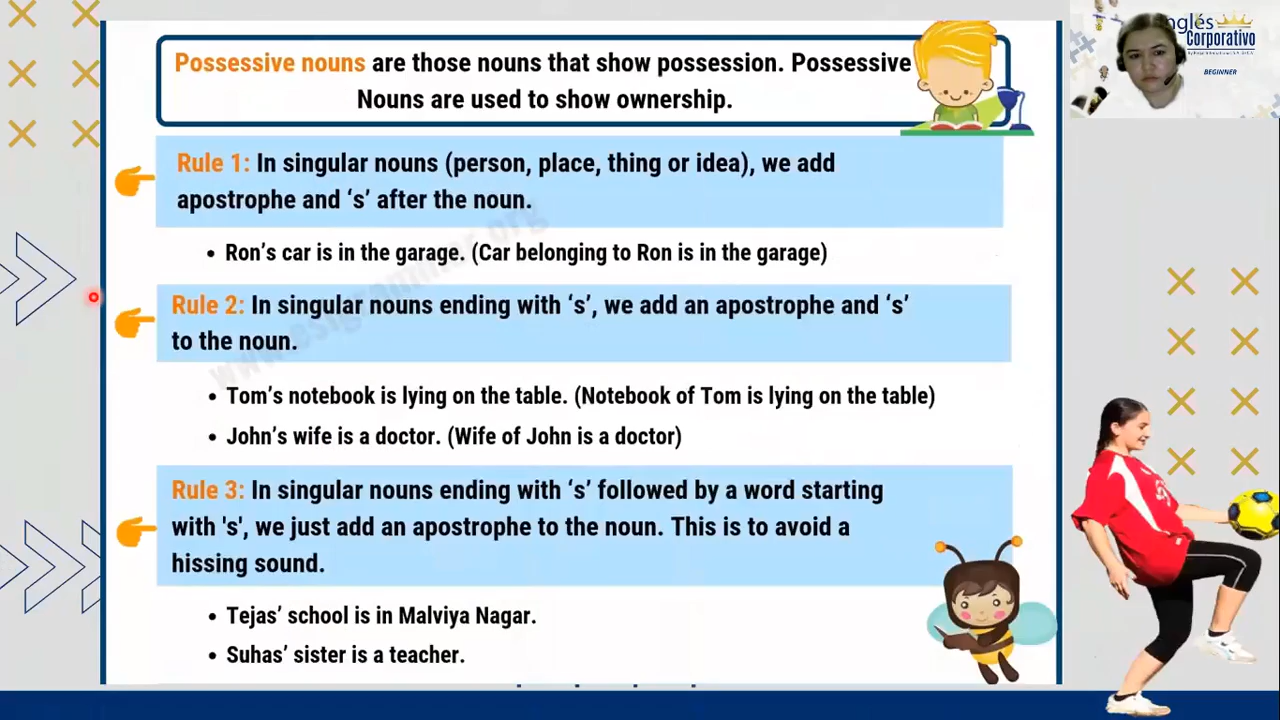 Possessive nouns are those nouns that show possession. Possessive
Nouns are used to show ownership.
Rule 1: In singular nouns (person, place, thing or idea), we add
apostrophe and ‘s’ after the noun.
• Ron’s car is in the garage. (Car belonging to Ron is in the garage)
Rule 2: In singular nouns ending with ‘s’, we add an apostrophe and ‘s’
to the noun.
• Tom’s notebook is lying on the table. (Notebook of Tom is lying on the table)
• John’s wife is a doctor. (Wife of John is a doctor)
Rule 3: In singular nouns ending with ‘s’ followed by a word starting
with 's', we just add an apostrophe to the noun. This is to avoid a
hissing sound.
• Tejas’ school is in Malviya Nagar.
• Suhas’ sister is a teacher.
Corporativo
BEGINNER